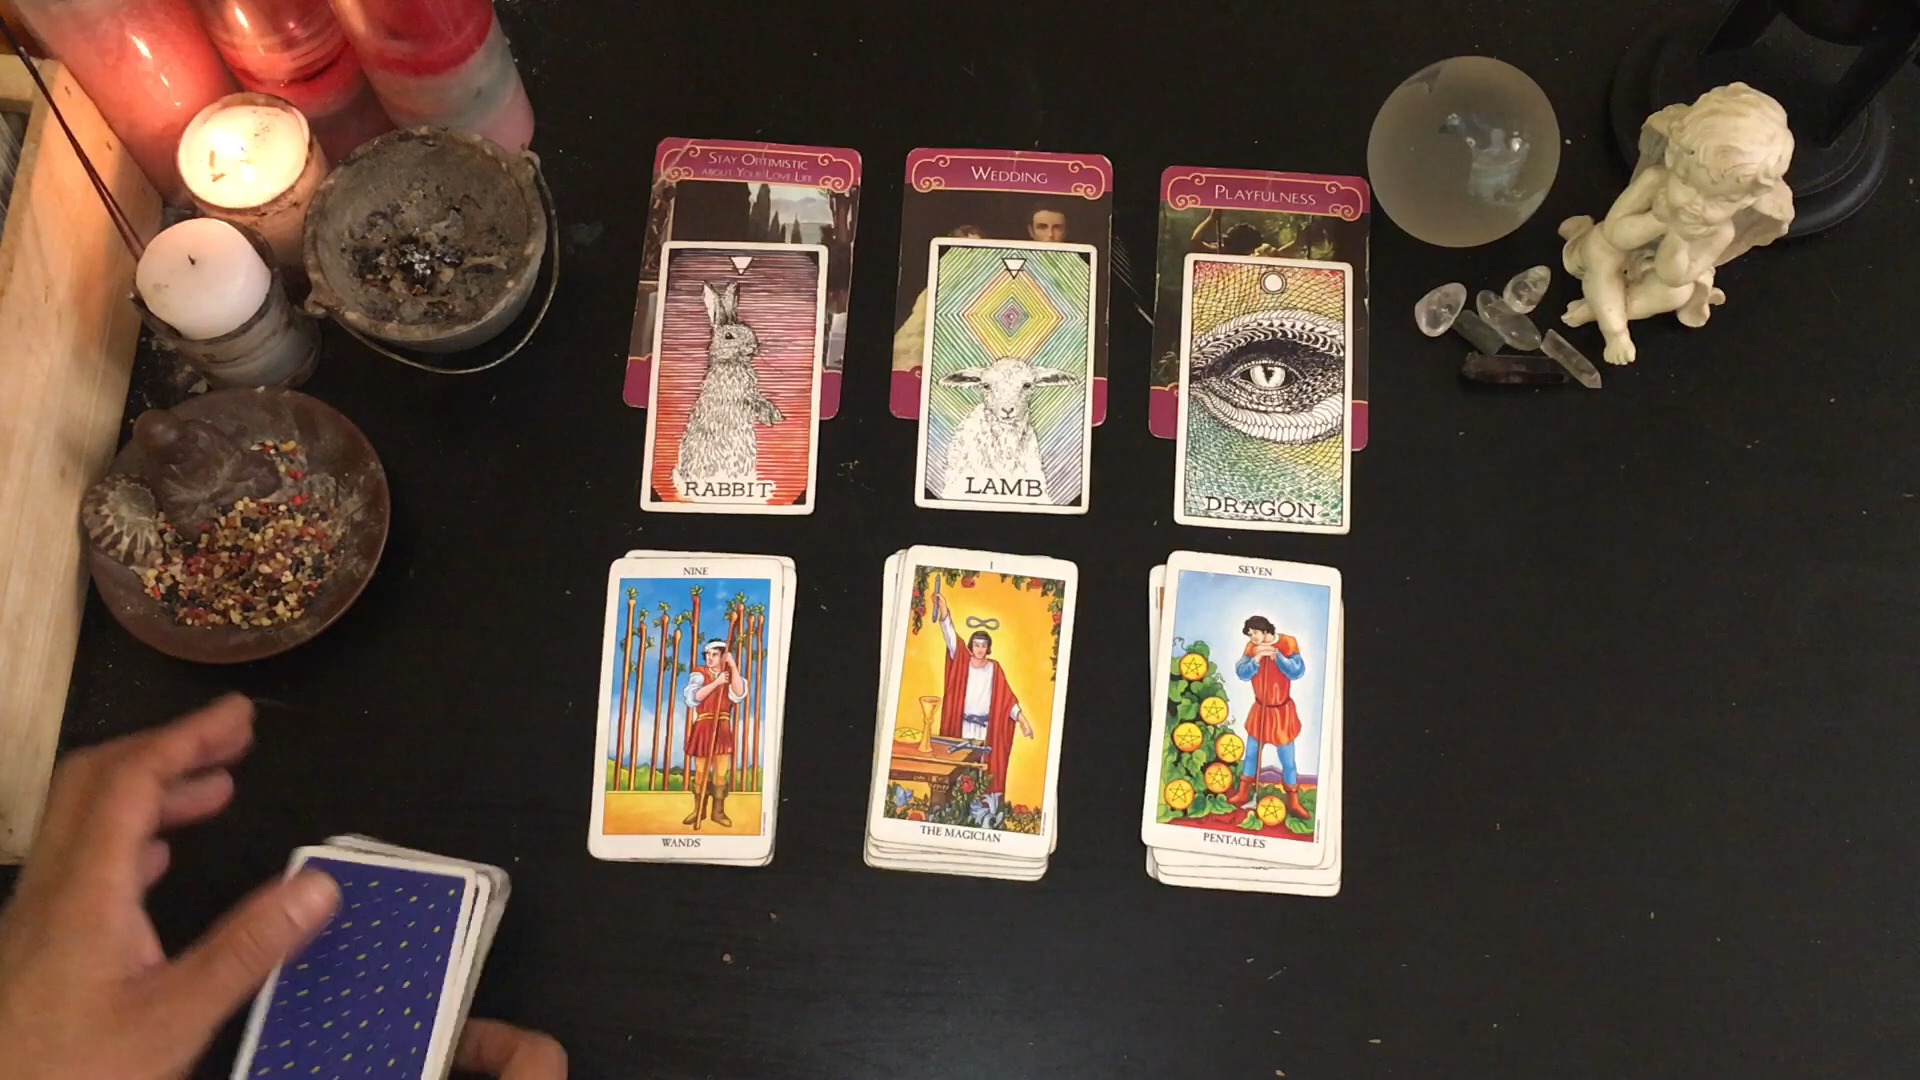 STAY OPTIMISTIC
ABOUT YOUR LOVE LIFE
WEDDING
PLAYFULNESS
RABBIT
LAMB
DRAGON
NINE
WANDS
I
THE MAGICIAN
SEVEN
PENTACLES